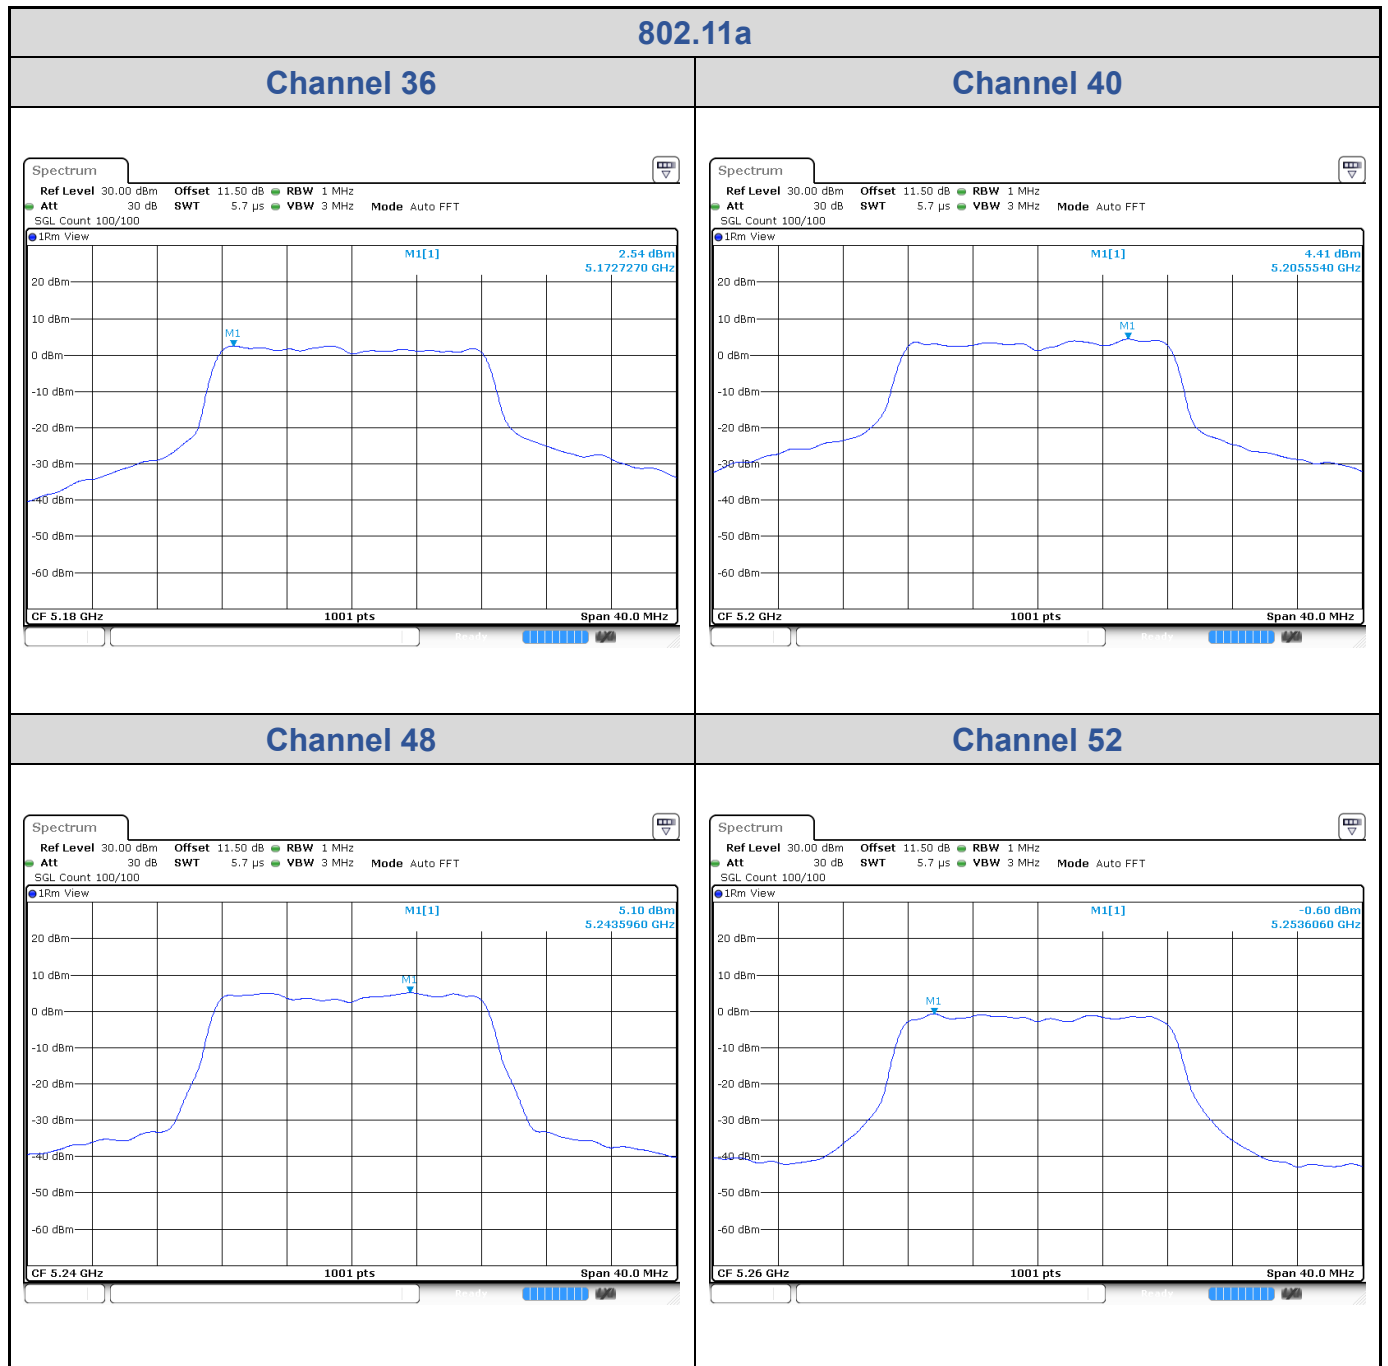 802.11a
Channel 36
Channel 40
Spectrum
Ref Level 30.00 dBm Offset 11.50 dB RBW 1 MHz
Att 30 dB SWT 5.7 µs VBW 3 MHz Mode Auto FFT
SGL Count 100/100
1Rm View
M1[1] 2.54 dBm
5.1727270 GHz
20 dBm
10 dBm
M1
0 dBm
-10 dBm
-20 dBm
-30 dBm
-40 dBm
-50 dBm
-60 dBm
CF 5.18 GHz 1001 pts Span 40.0 MHz
Ready
Spectrum
Ref Level 30.00 dBm Offset 11.50 dB RBW 1 MHz
Att 30 dB SWT 5.7 µs VBW 3 MHz Mode Auto FFT
SGL Count 100/100
1Rm View
M1[1] 4.41 dBm
5.2055540 GHz
20 dBm
10 dBm
M1
0 dBm
-10 dBm
-20 dBm
-30 dBm
-40 dBm
-50 dBm
-60 dBm
CF 5.2 GHz 1001 pts Span 40.0 MHz
Ready
Channel 48
Channel 52
Spectrum
Ref Level 30.00 dBm Offset 11.50 dB RBW 1 MHz
Att 30 dB SWT 5.7 µs VBW 3 MHz Mode Auto FFT
SGL Count 100/100
1Rm View
M1[1] 5.10 dBm
5.2435960 GHz
20 dBm
10 dBm
M1
0 dBm
-10 dBm
-20 dBm
-30 dBm
-40 dBm
-50 dBm
-60 dBm
CF 5.24 GHz 1001 pts Span 40.0 MHz
Ready
Spectrum
Ref Level 30.00 dBm Offset 11.50 dB RBW 1 MHz
Att 30 dB SWT 5.7 µs VBW 3 MHz Mode Auto FFT
SGL Count 100/100
1Rm View
M1[1] -0.60 dBm
5.2536060 GHz
20 dBm
10 dBm
M1
0 dBm
-10 dBm
-20 dBm
-30 dBm
-40 dBm
-50 dBm
-60 dBm
CF 5.26 GHz 1001 pts Span 40.0 MHz
Ready